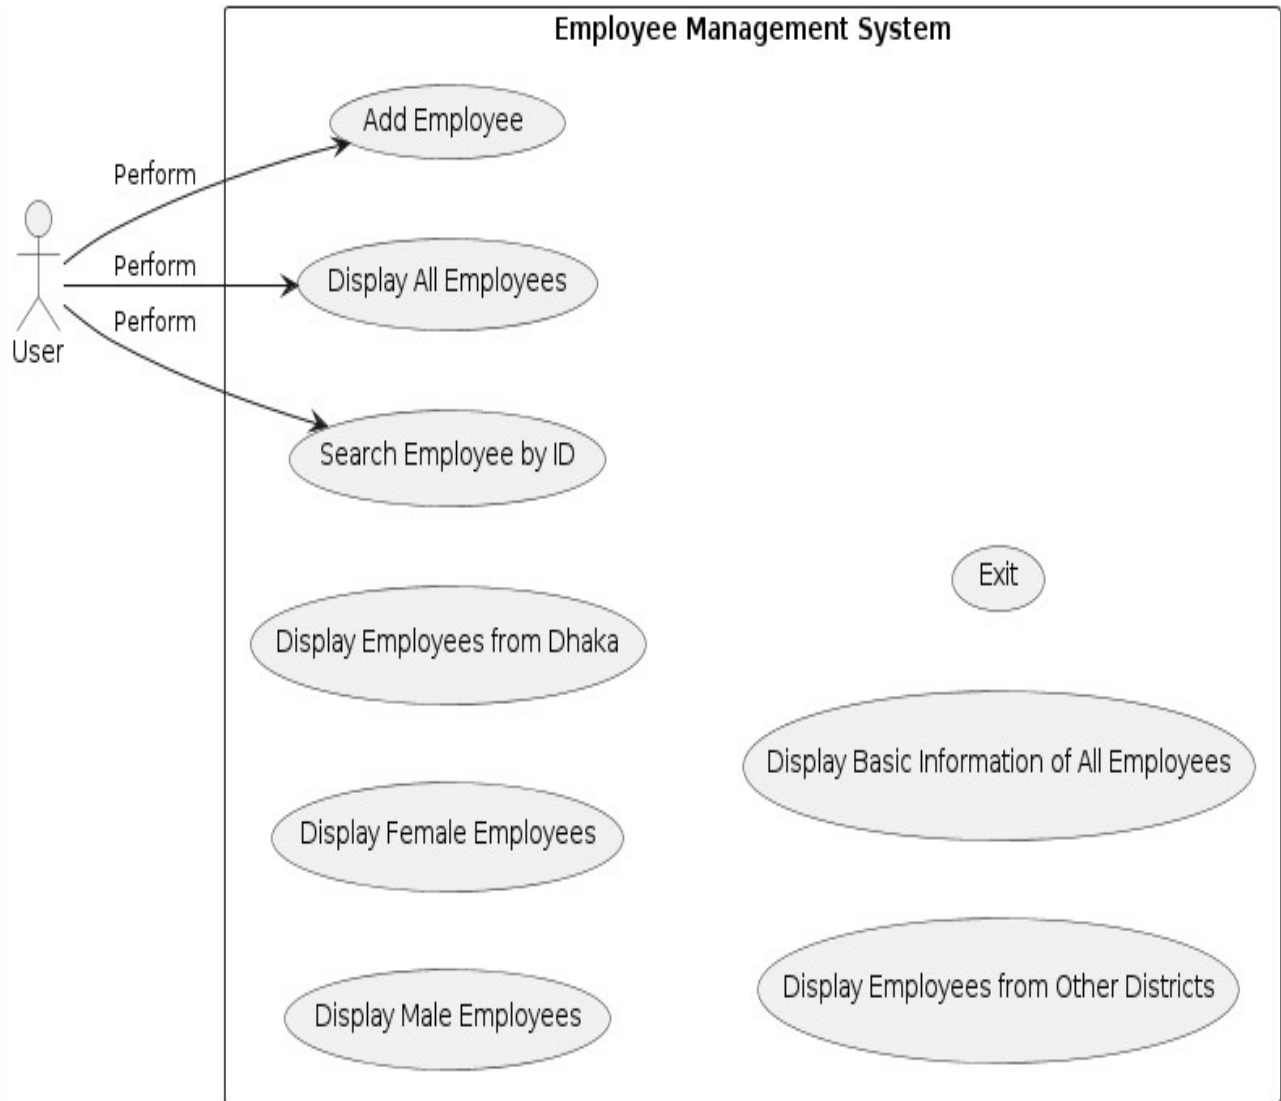 Employee Management System
Add Employee
Perform
Perform
Display All Employees
Perform
User
Search Employee by ID
Exit
Display Employees from Dhaka
Display Basic Information of All Employees
Display Female Employees
Display Employees from Other Districts
Display Male Employees